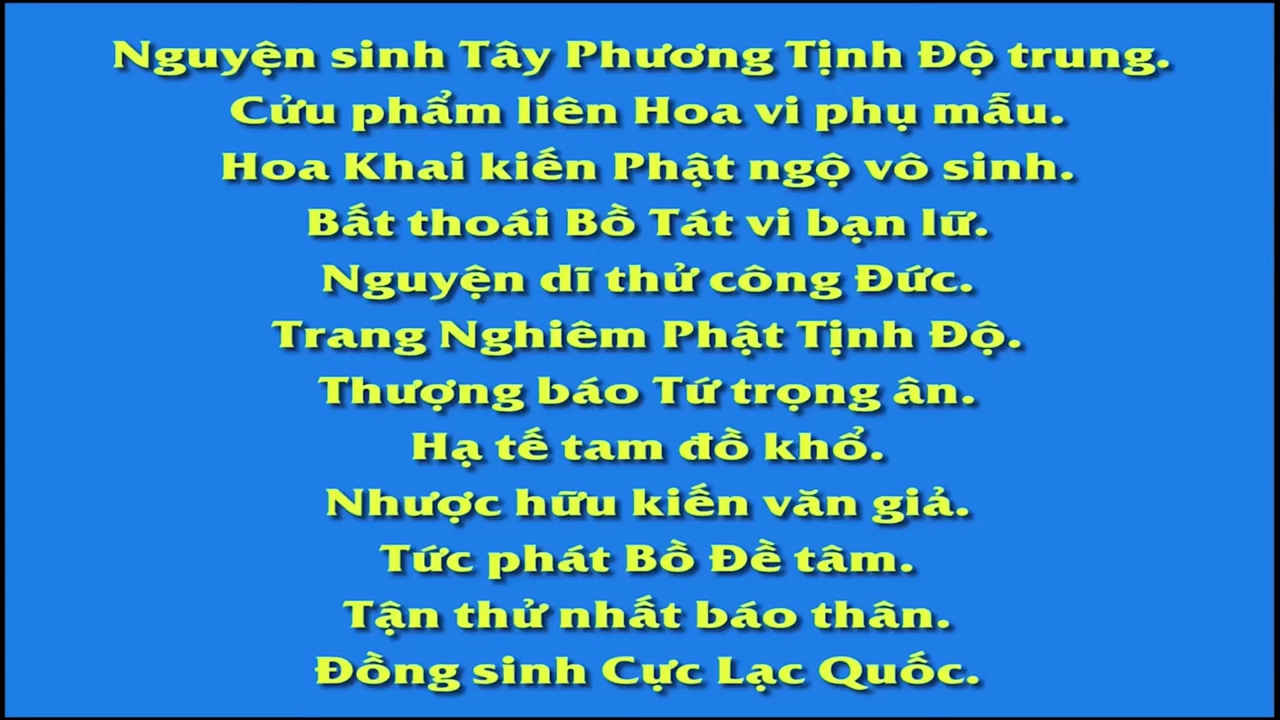 Nguyện sinh Tây Phương Tịnh Độ trung.
Cửu phẩm liên Hoa vi phụ mẫu.
Hoa Khai kiến Phật ngộ vô sinh.
Bất thoái Bồ Tát vi bạn lữ.
Nguyện dĩ thử công Đức.
Trang Nghiêm Phật Tịnh Độ.
Thượng báo Tứ trọng ân.
Hạ tế tam đồ khổ.
Nhược hữu kiến văn giả.
Tức phát Bồ Đề tâm.
Tận thử nhất báo thân.
Đồng sinh Cực Lạc Quốc.